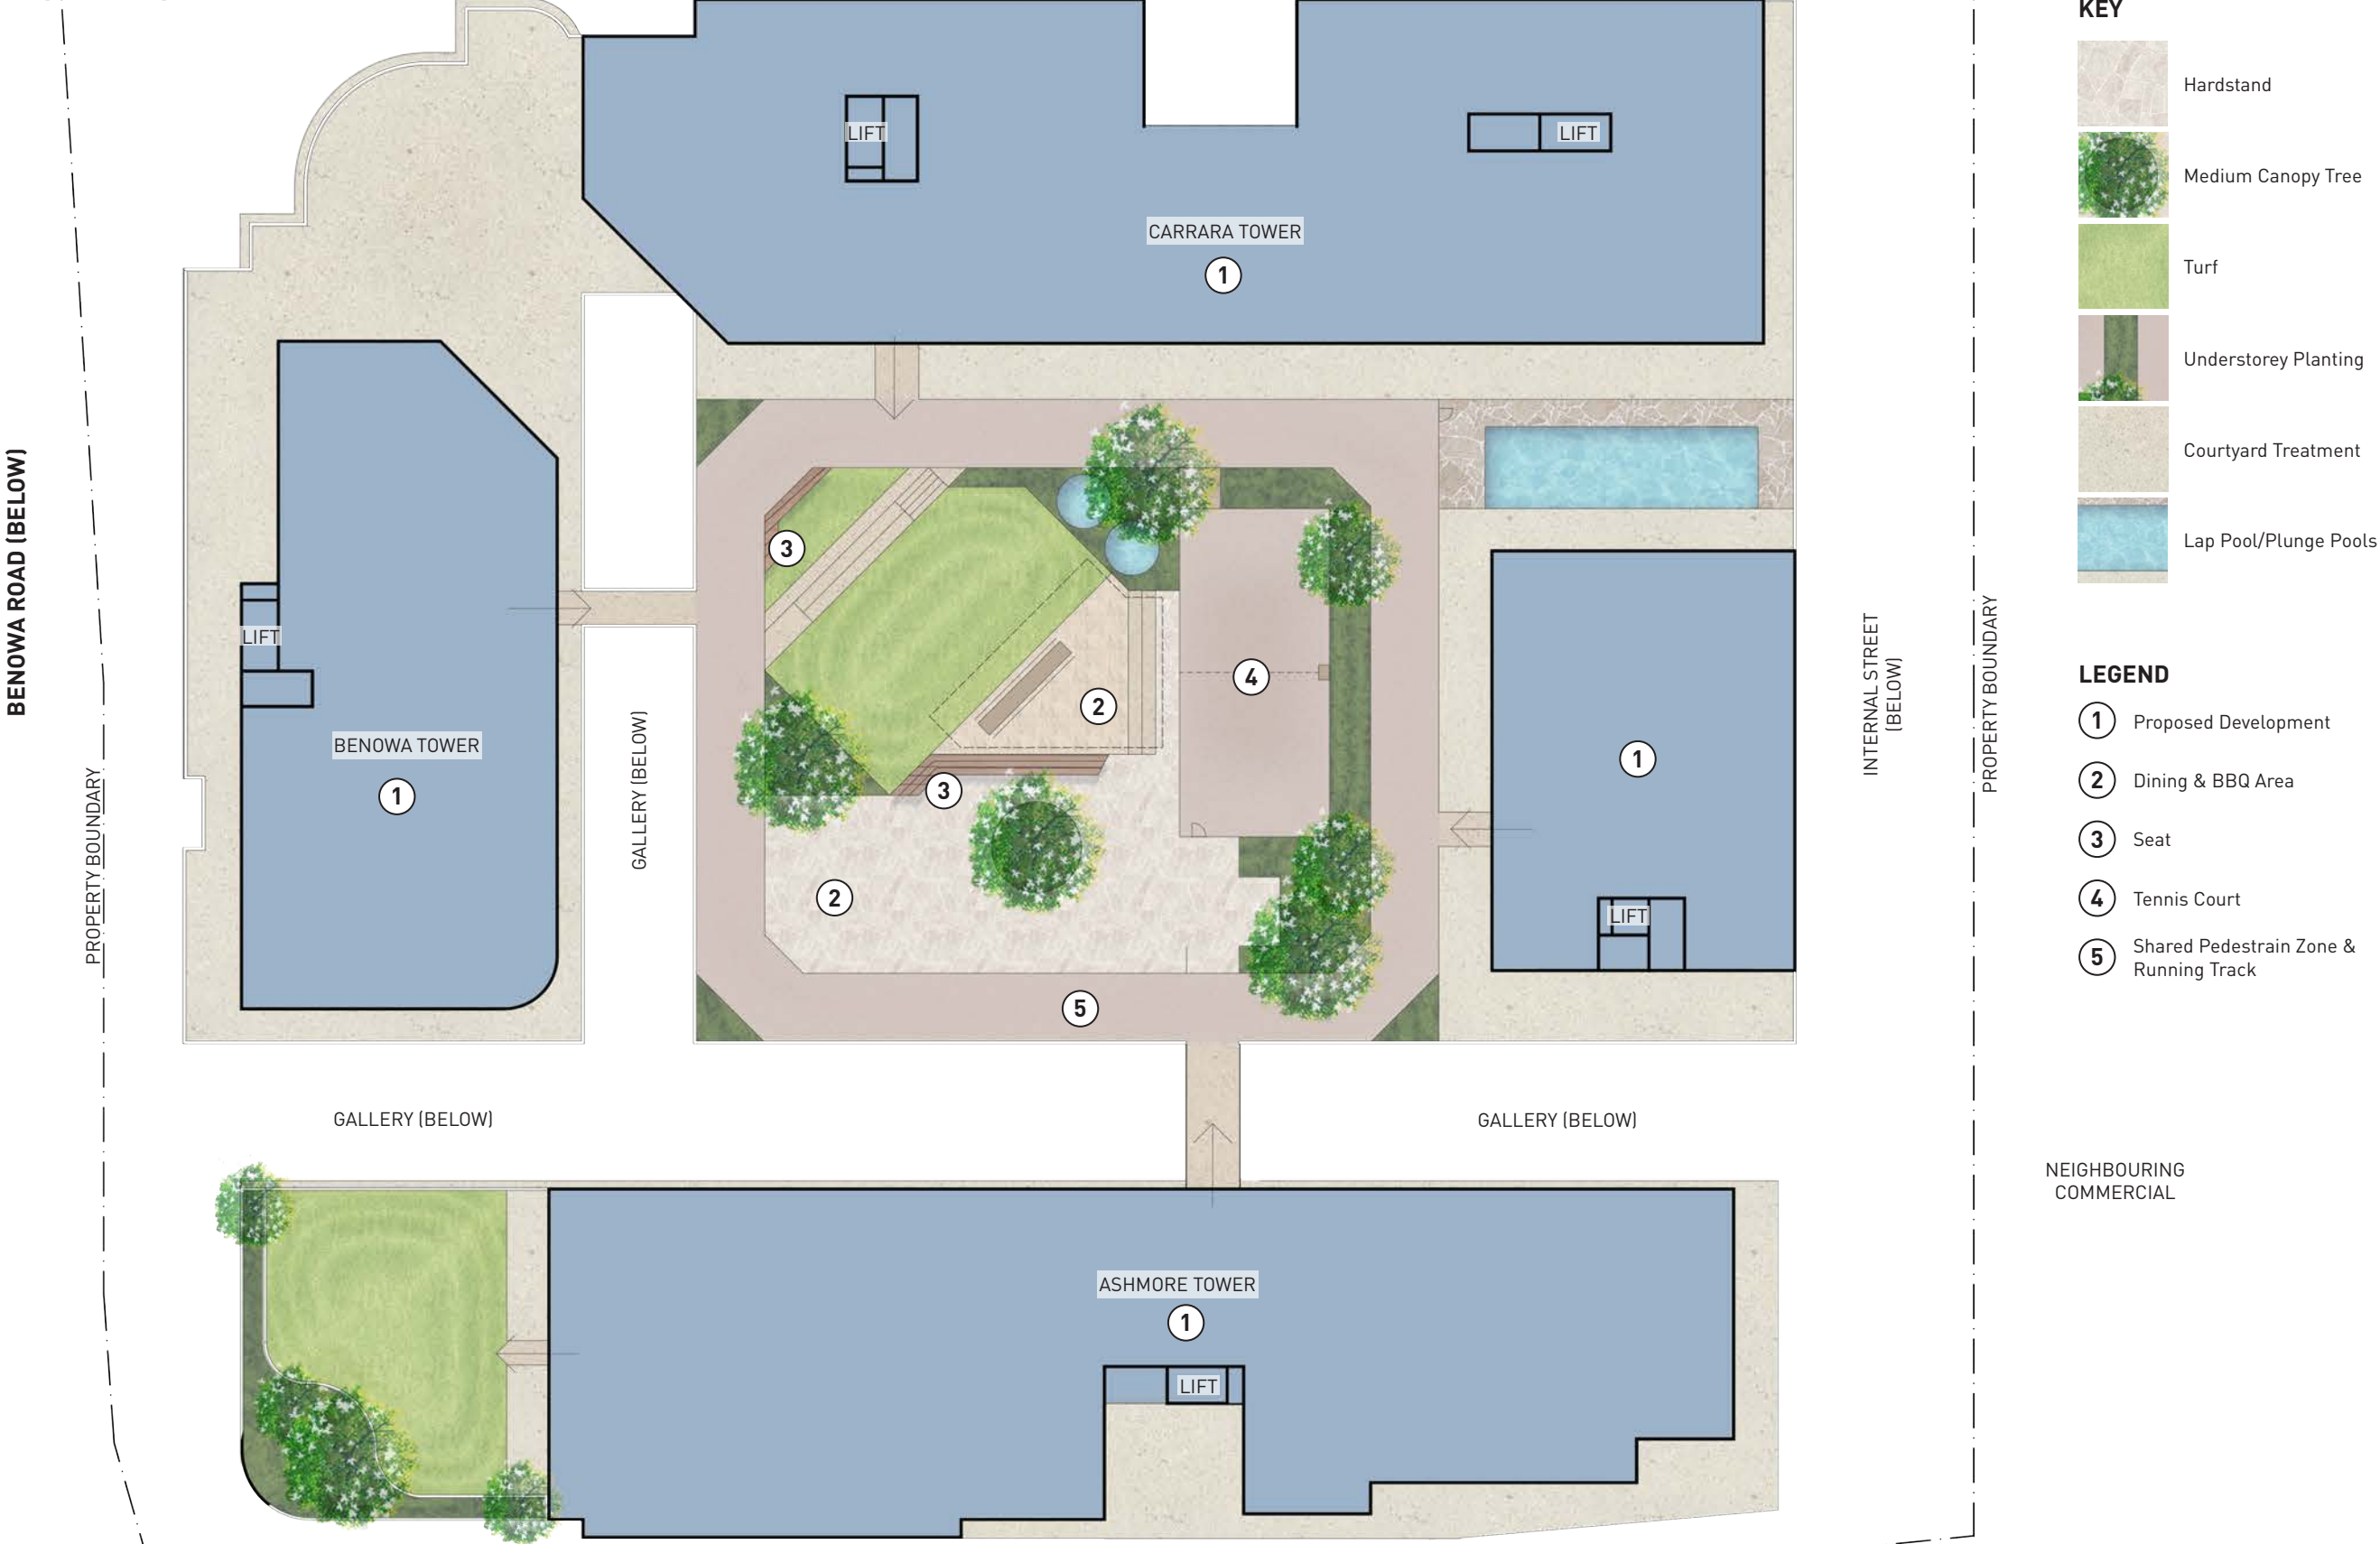 KEY
Hardstand
Medium Canopy Tree
Turf
Understorey Planting
Courtyard Treatment
Lap Pool/Plunge Pools
LEGEND
1 Proposed Development
2 Dining & BBQ Area
3 Seat
4 Tennis Court
5 Shared Pedestrain Zone &
Running Track
LIFT
LIFT
CARRARA TOWER
1
BENOWA ROAD (BELOW)
PROPERTY BOUNDARY
LIFT
BENOWA TOWER
1
GALLERY (BELOW)
3
2
4
3
2
5
1
LIFT
INTERNAL STREET
(BELOW)
PROPERTY BOUNDARY
GALLERY (BELOW)
GALLERY (BELOW)
NEIGHBOURING
COMMERCIAL
ASHMORE TOWER
1
LIFT